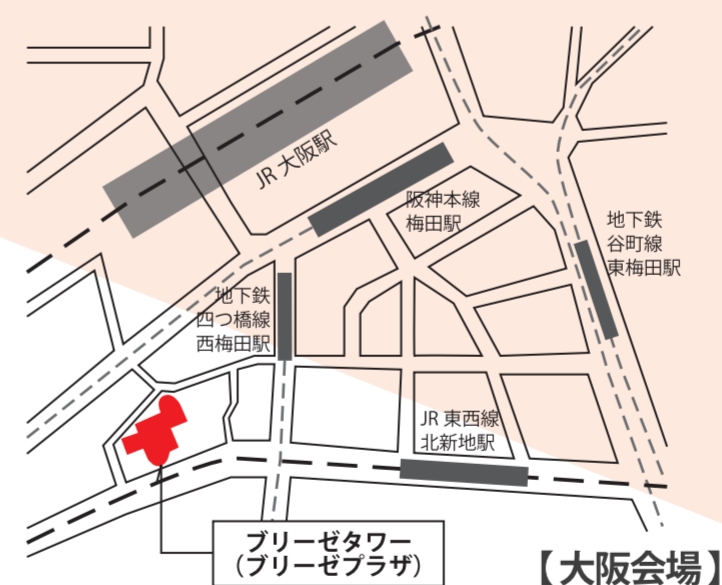 JR 大阪駅
阪神本線
梅田駅
地下鉄
谷町線
東梅田駅
地下鉄
四つ橋線
西梅田駅
JR 東西線
北新地駅
ブリーゼタワー
（ブリーゼプラザ）
【大阪会場】